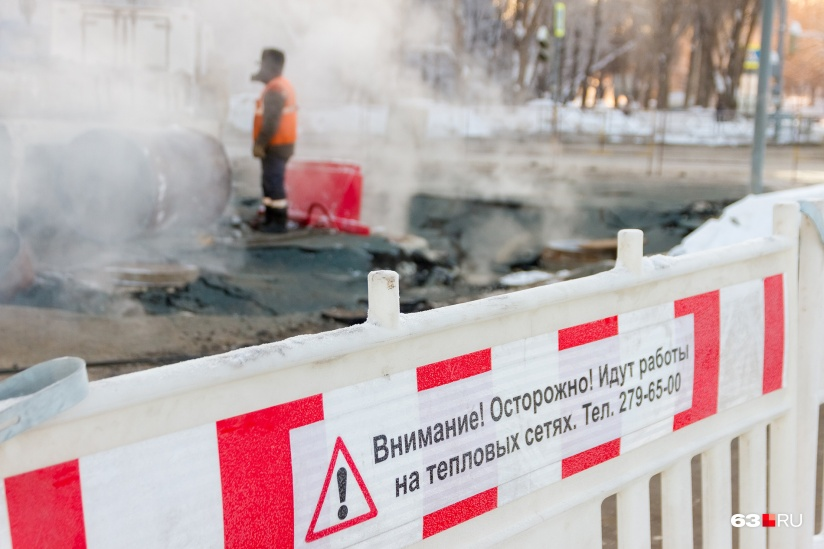 Внимание! Осторожно! Идут работы
на тепловых сетях. Тел. 279-65-00
63.RU